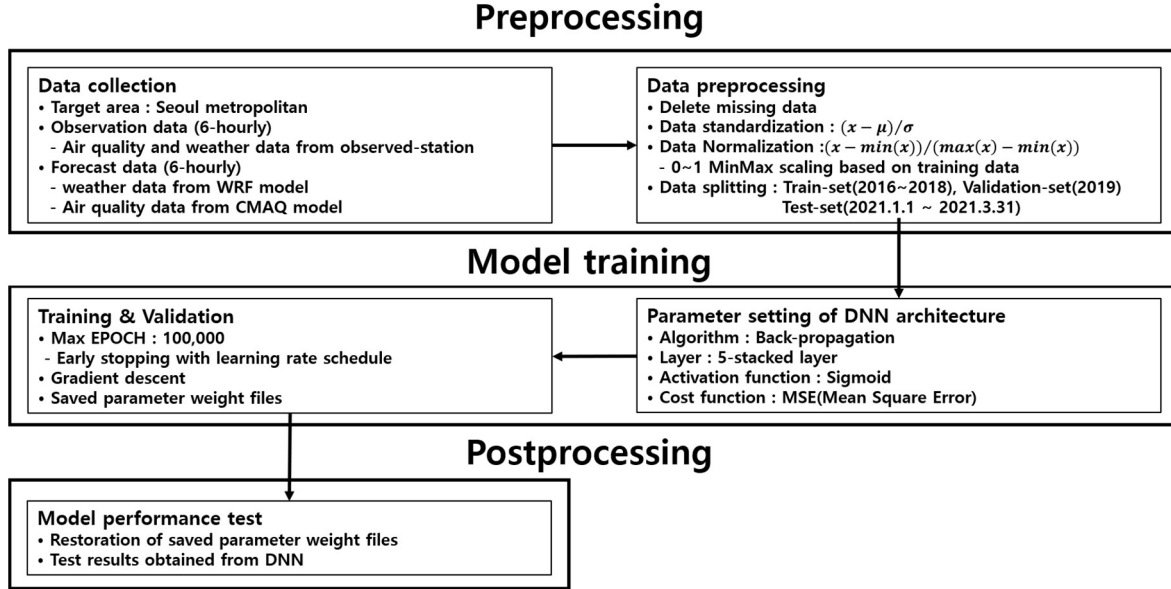 Preprocessing
Data collection
• Target area : Seoul metropolitan
• Observation data (6-hourly)
- Air quality and weather data from observed-station
• Forecast data (6-hourly)
- weather data from WRF model
- Air quality data from CMAQ model
Data preprocessing
• Delete missing data
• Data standardization : (x − μ)/σ
• Data Normalization :(x − min(x))/(max(x) − min(x))
- 0~1 MinMax scaling based on training data
• Data splitting : Train-set(2016~2018), Validation-set(2019)
Test-set(2021.1.1 ~ 2021.3.31)
Model training
Parameter setting of DNN architecture
• Algorithm : Back-propagation
• Layer : 5-stacked layer
• Activation function : Sigmoid
• Cost function : MSE(Mean Square Error)
Training & Validation
• Max EPOCH : 100,000
- Early stopping with learning rate schedule
• Gradient descent
• Saved parameter weight files
Postprocessing
Model performance test
• Restoration of saved parameter weight files
• Test results obtained from DNN